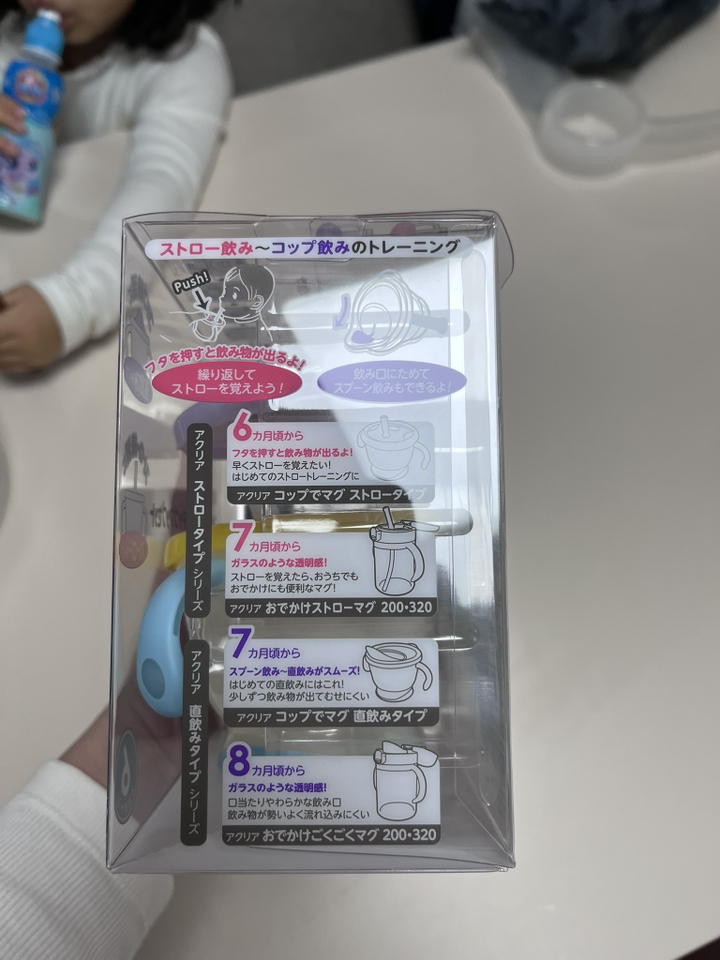 ストロー飲み～コップ飲みのトレーニング
Push!
フタを押すと飲み物が出るよ!
繰り返して
ストローを覚えよう!
飲み口にためて
スプーン飲みもできるよ!
アクリア ストロータイプ シリーズ
6カ月頃から
フタを押すと飲み物が出るよ!
早くストローを覚えたい!
はじめてのストロートレーニングに
アクリア コップでマグ ストロータイプ
7カ月頃から
ガラスのような透明感!
ストローを覚えたら、おうちでも
おでかけにも便利なマグ!
アクリア おでかけストローマグ 200・320
アクリア 直飲みタイプ シリーズ
7カ月頃から
スプーン飲み～直飲みがスムーズ!
はじめての直飲みにはこれ!
少しずつ飲み物が出てむせにくい
アクリア コップでマグ 直飲みタイプ
8カ月頃から
ガラスのような透明感!
口当たりやわらかな飲み口
飲み物が勢いよく流れ込みにくい
アクリア おでかけごくごくマグ 200・320